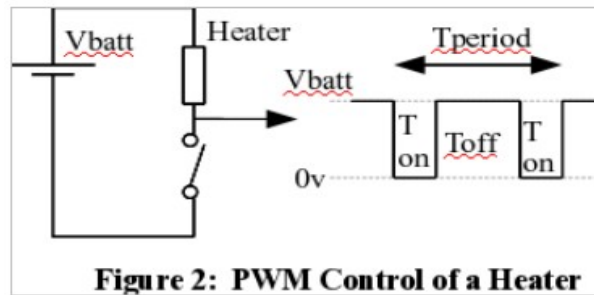 Vbatt
Heater
Tperiod
Vbatt
T on
Toff
T on
0v
Figure 2: PWM Control of a Heater